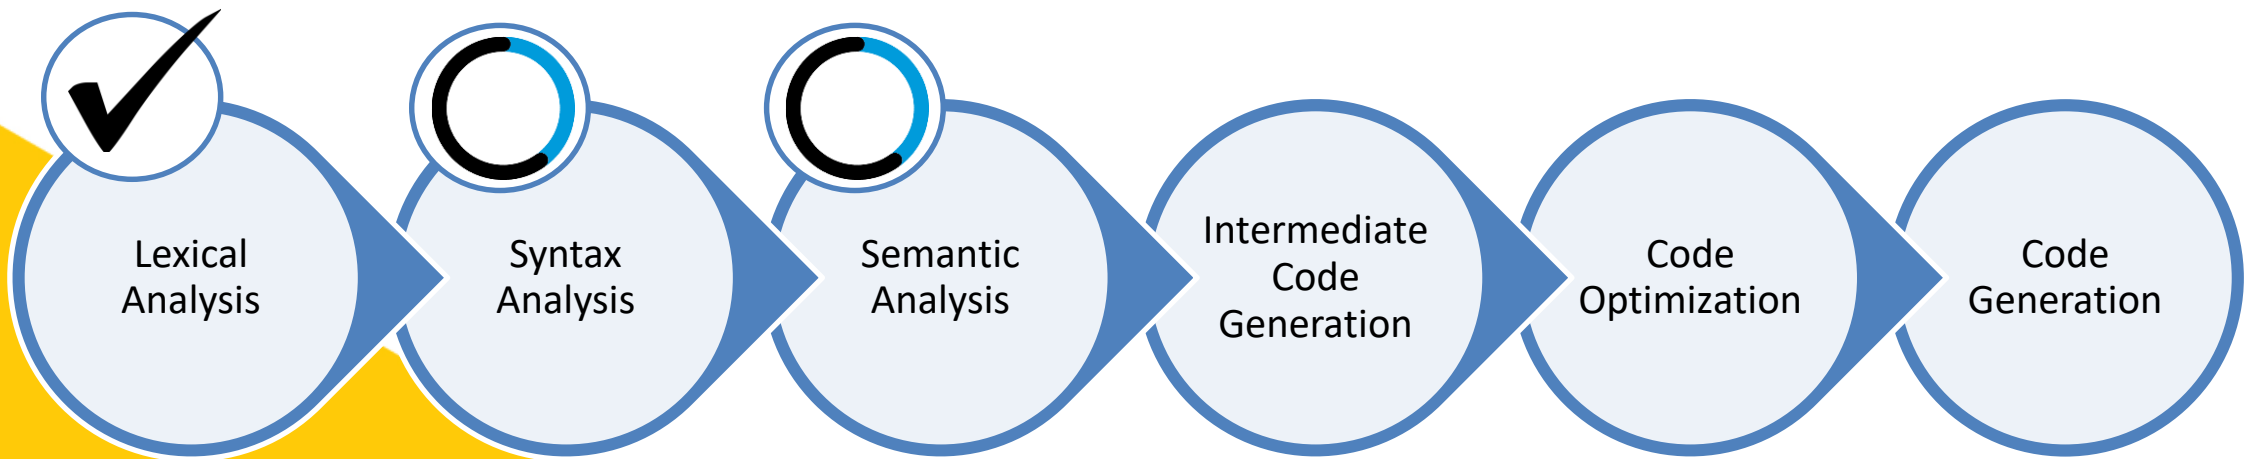 Lexical
Analysis
Syntax
Analysis
Semantic
Analysis
Intermediate
Code
Generation
Code
Optimization
Code
Generation